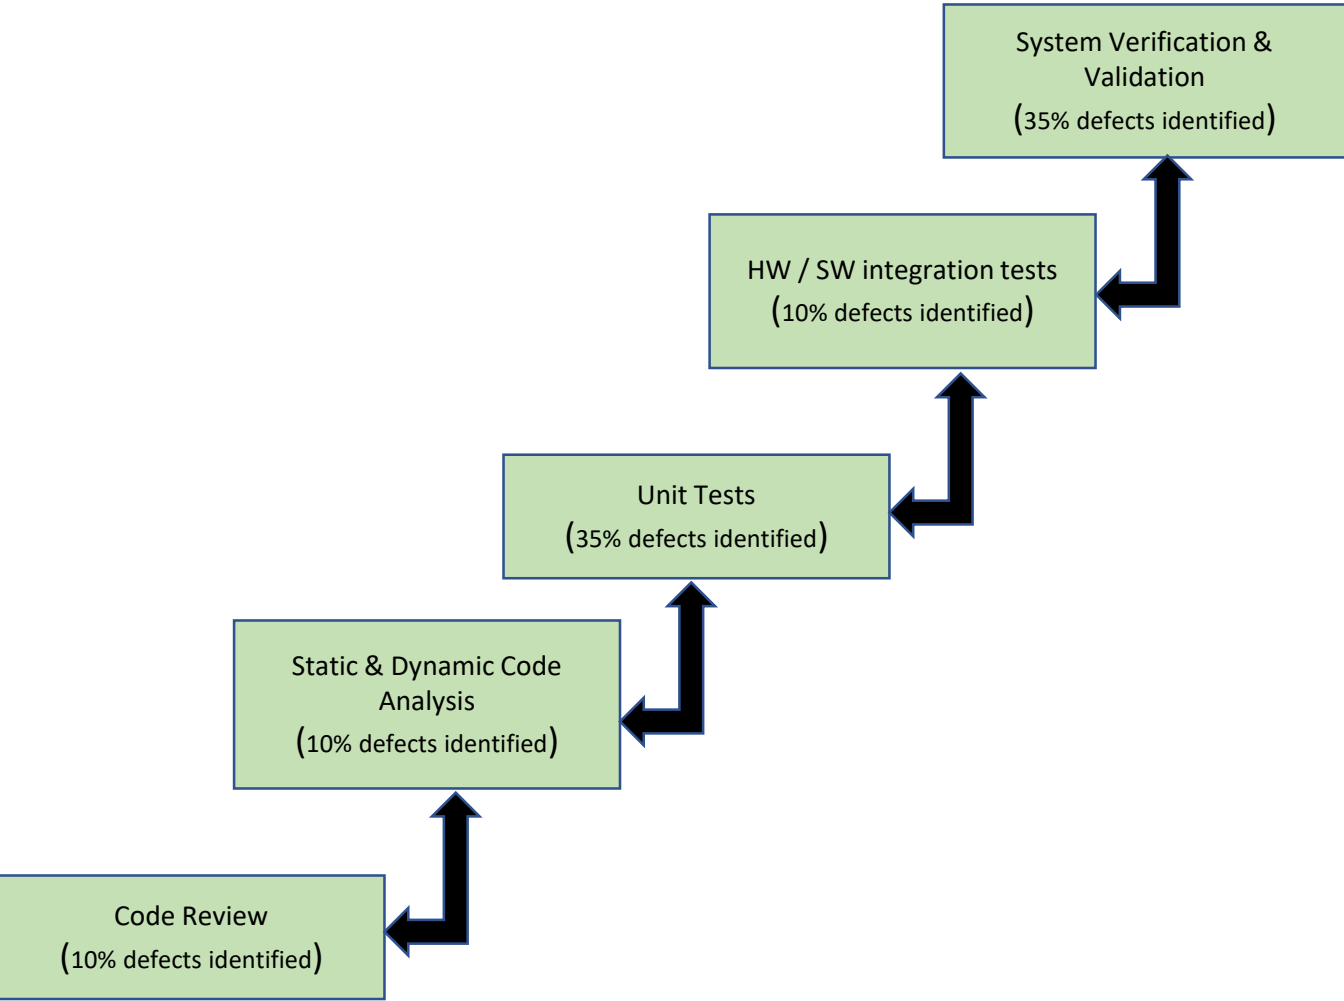 System Verification &
Validation
(35% defects identified)
HW / SW integration tests
(10% defects identified)
Unit Tests
(35% defects identified)
Static & Dynamic Code
Analysis
(10% defects identified)
Code Review
(10% defects identified)